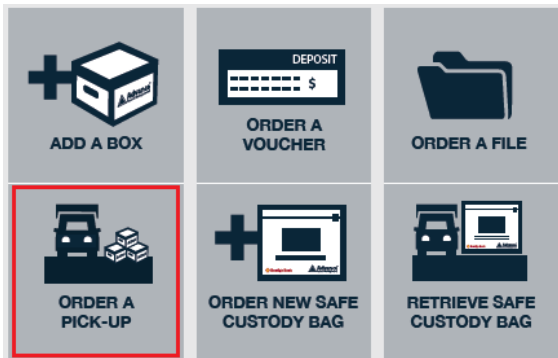 DEPOSIT
$
ADD A BOX
ORDER A
VOUCHER
ORDER A FILE
ORDER A
PICK-UP
ORDER NEW SAFE
CUSTODY BAG
RETRIEVE SAFE
CUSTODY BAG